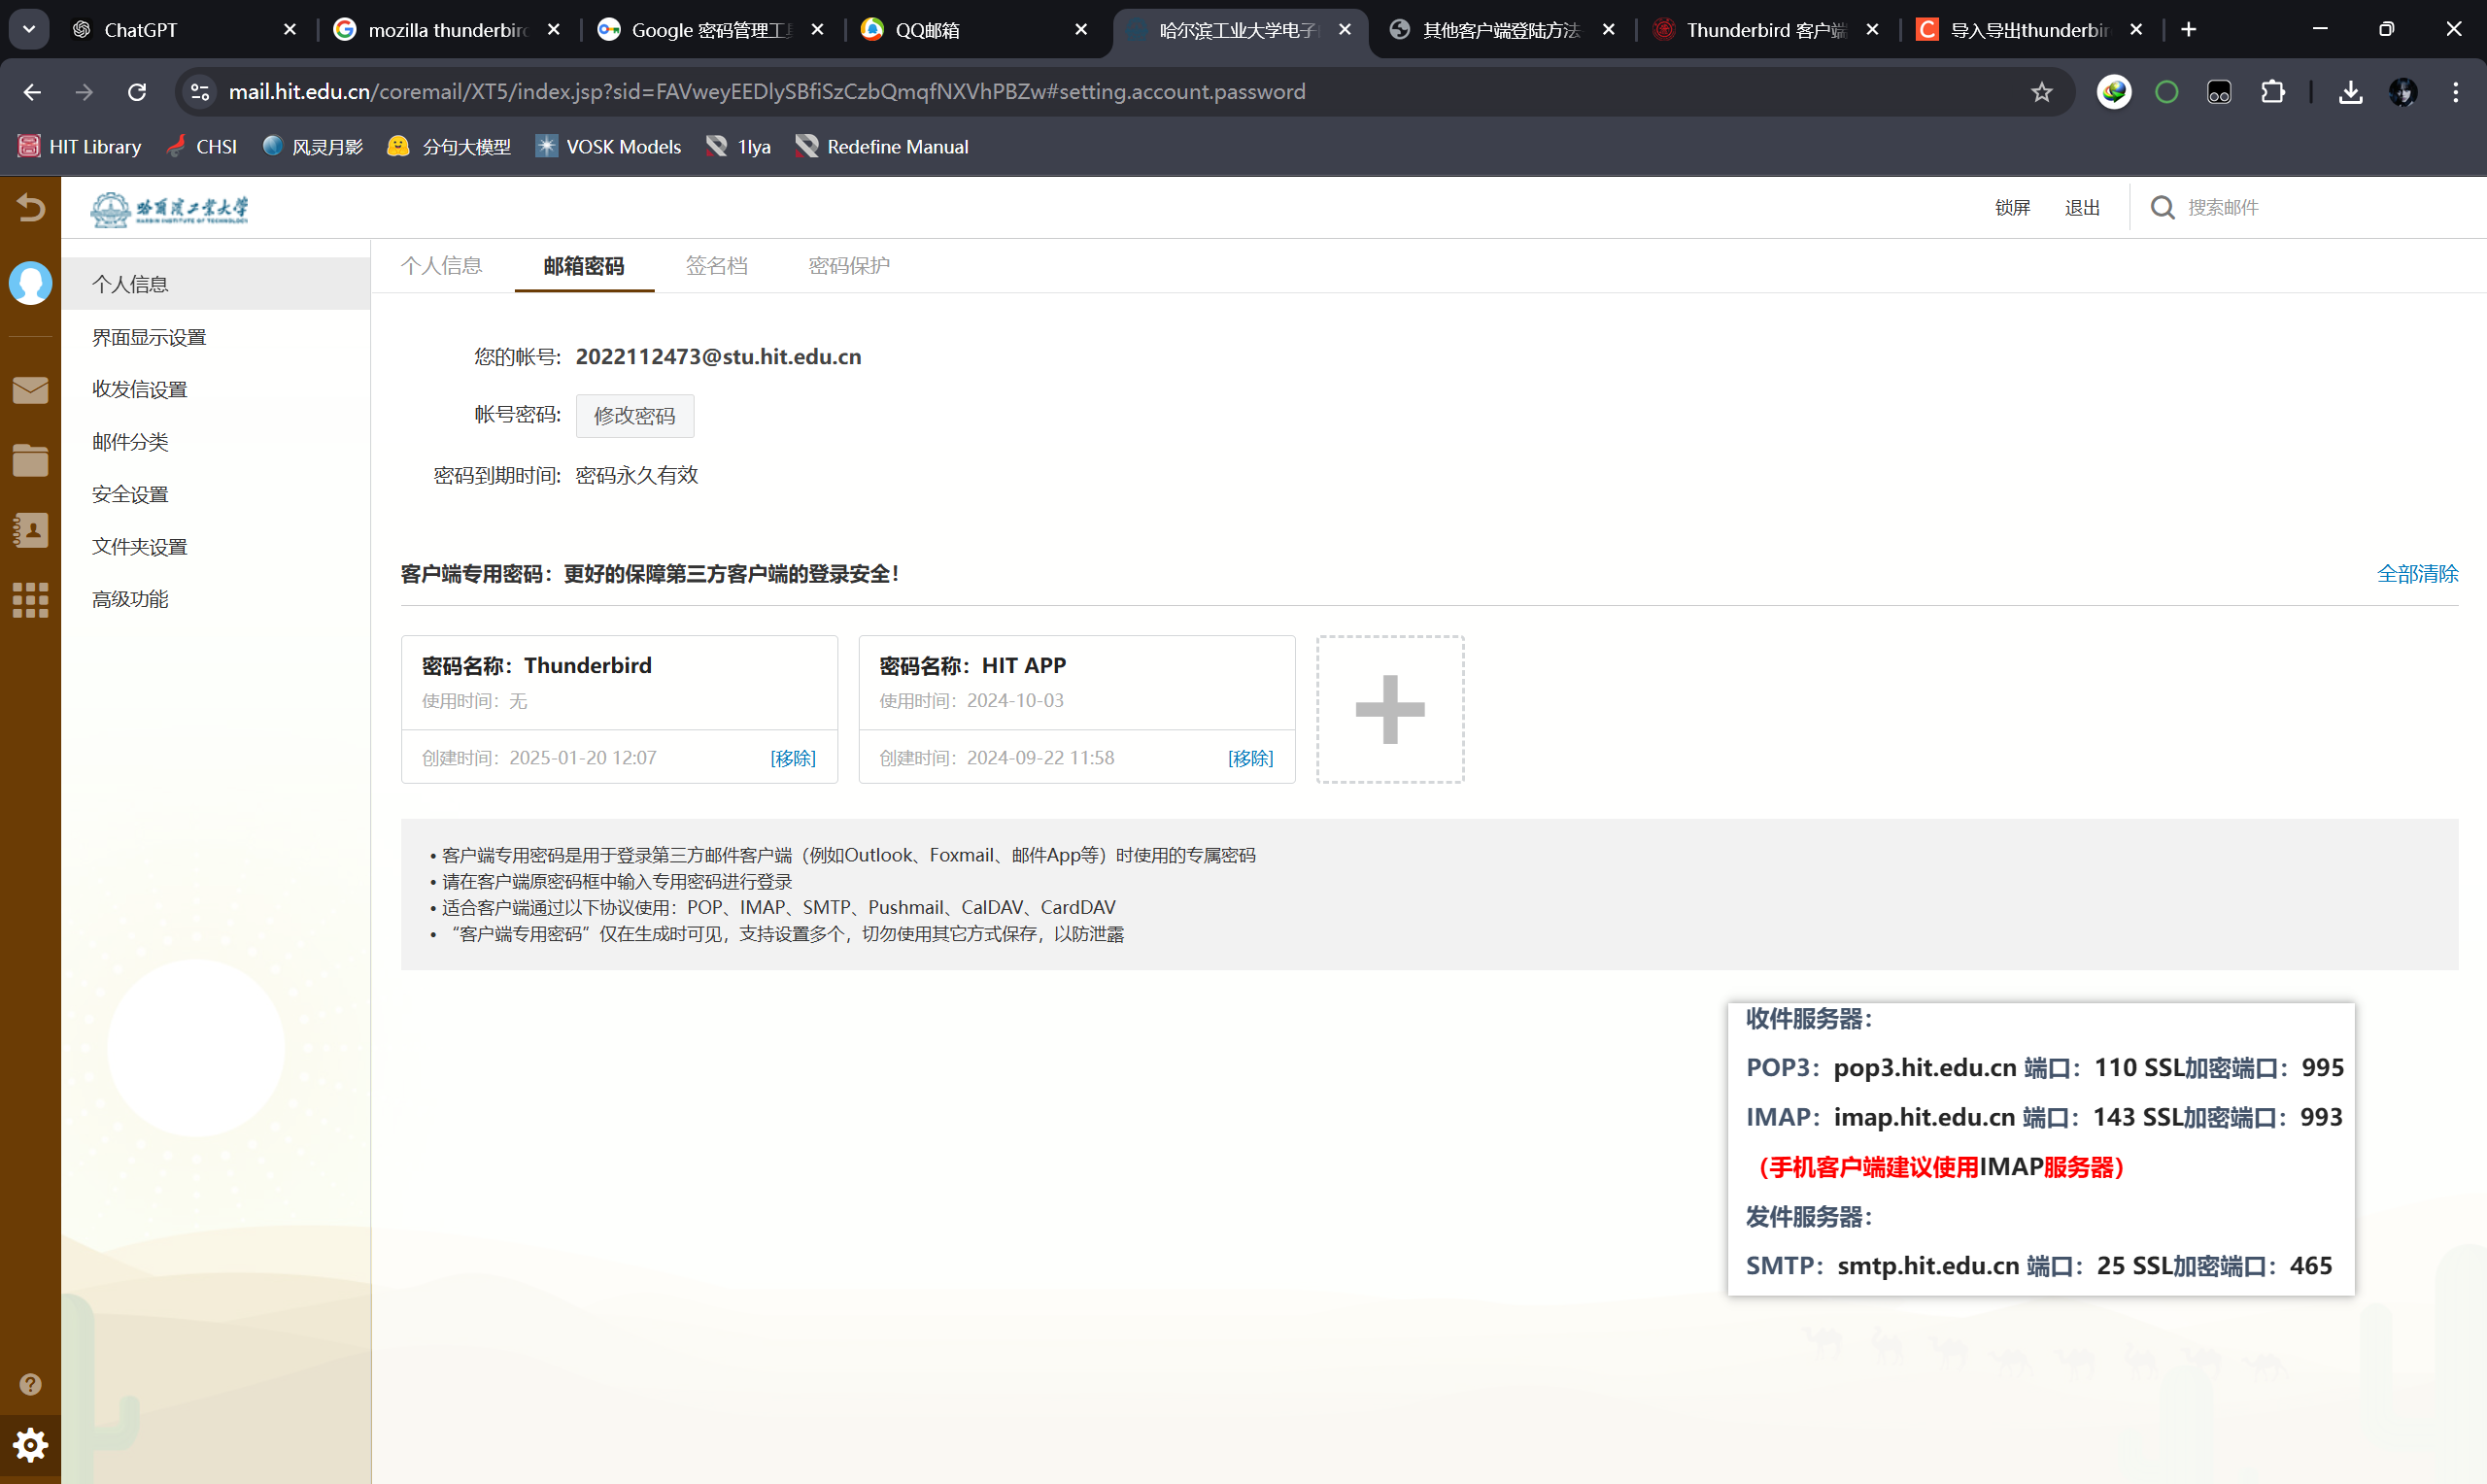 ChatGPT
mozilla thunderbird
Google 密码管理工具
QQ邮箱
哈尔滨工业大学电子
其他客户端登陆方法
Thunderbird 客户端
导入导出thunderbir
mail.hit.edu.cn/coremail/XT5/index.jsp?sid=FAVweyEEDlySBfiSzCzbQmqfNXVhPBZw#setting.account.password
HIT Library
CHSI
风灵月影
分句大模型
VOSK Models
1lya
Redefine Manual
哈爾濱工業大學
HARBIN INSTITUTE OF TECHNOLOGY
锁屏
退出
搜索邮件
个人信息
界面显示设置
收发信设置
邮件分类
安全设置
文件夹设置
高级功能
个人信息
邮箱密码
签名档
密码保护
您的帐号: 2022112473@stu.hit.edu.cn
帐号密码: 修改密码
密码到期时间: 密码永久有效
客户端专用密码：更好的保障第三方客户端的登录安全！
全部清除
密码名称：Thunderbird
使用时间：无
创建时间：2025-01-20 12:07 [移除]
密码名称：HIT APP
使用时间：2024-10-03
创建时间：2024-09-22 11:58 [移除]
• 客户端专用密码是用于登录第三方邮件客户端（例如Outlook、Foxmail、邮件App等）时使用的专属密码
• 请在客户端原密码框中输入专用密码进行登录
• 适合客户端通过以下协议使用：POP、IMAP、SMTP、Pushmail、CalDAV、CardDAV
• “客户端专用密码”仅在生成时可见，支持设置多个，切勿使用其它方式保存，以防泄露
收件服务器：
POP3：pop3.hit.edu.cn 端口：110 SSL加密端口：995
IMAP：imap.hit.edu.cn 端口：143 SSL加密端口：993
（手机客户端建议使用IMAP服务器）
发件服务器：
SMTP：smtp.hit.edu.cn 端口：25 SSL加密端口：465